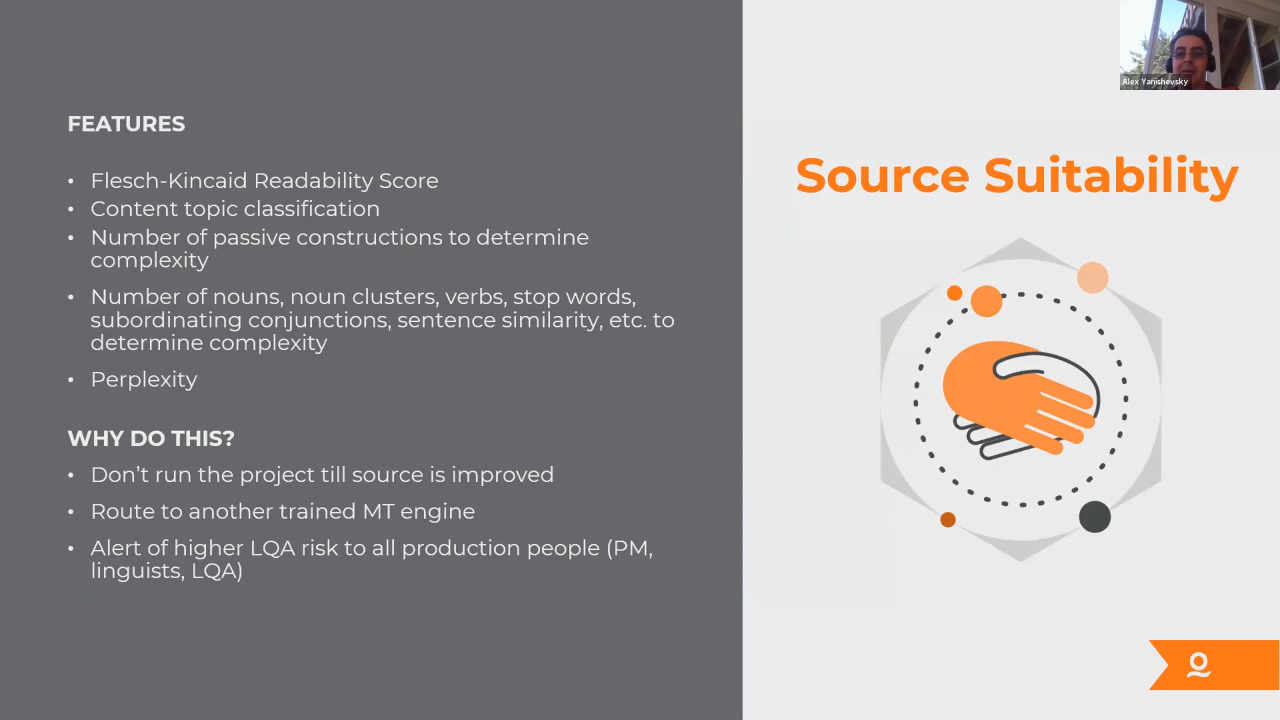 Alex Yanishevsky
FEATURES
• Flesch-Kincaid Readability Score
• Content topic classification
• Number of passive constructions to determine
complexity
• Number of nouns, noun clusters, verbs, stop words,
subordinating conjunctions, sentence similarity, etc. to
determine complexity
• Perplexity
WHY DO THIS?
• Don’t run the project till source is improved
• Route to another trained MT engine
• Alert of higher LQA risk to all production people (PM,
linguists, LQA)
Source Suitability